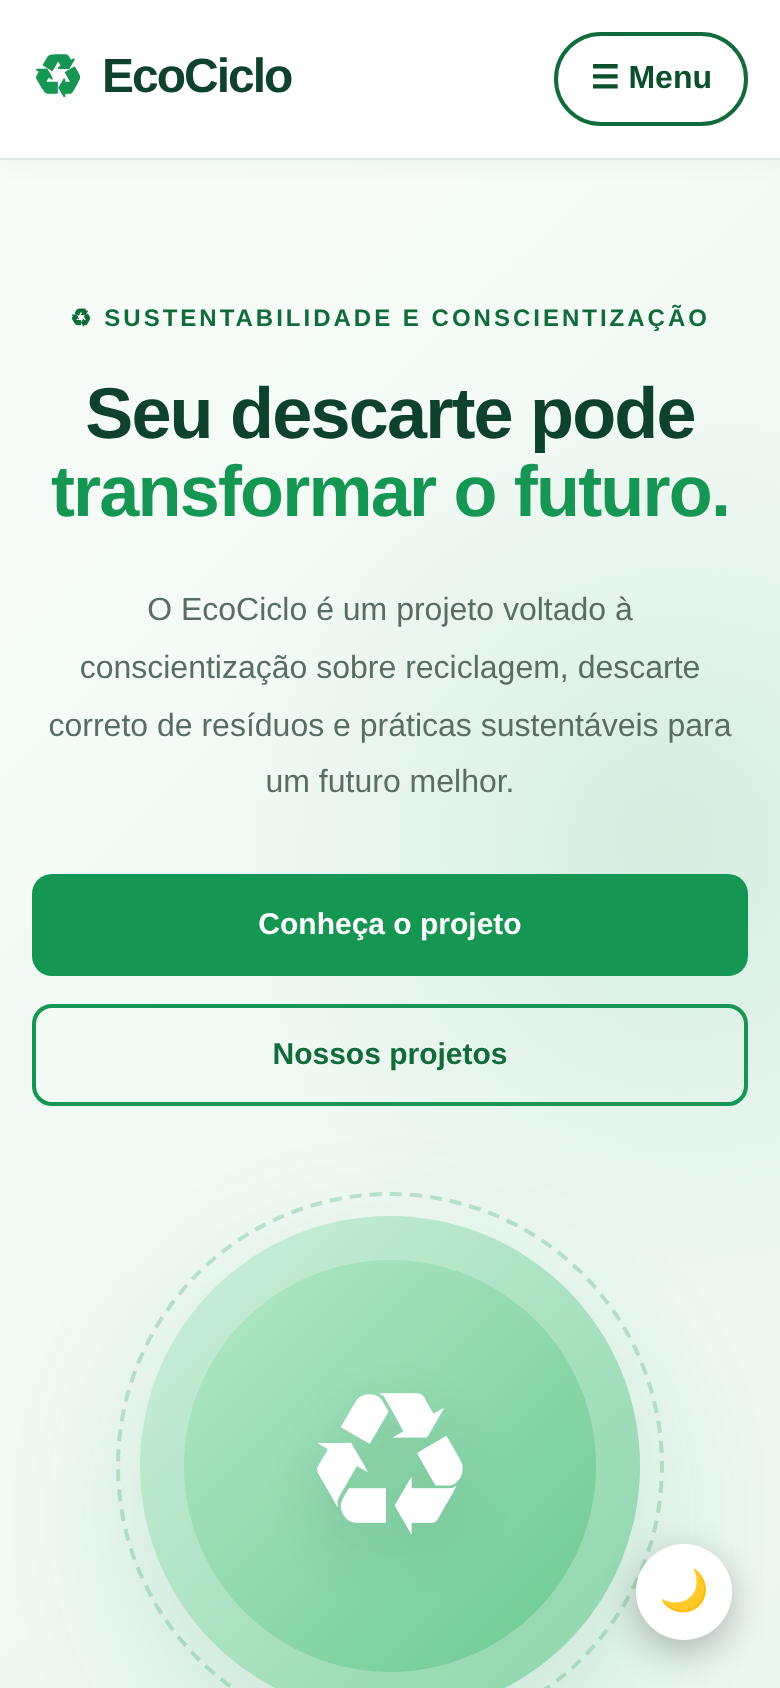 ♻ EcoCiclo
☰ Menu
♻ SUSTENTABILIDADE E CONSCIENTIZAÇÃO
Seu descarte pode
transformar o futuro.
O EcoCiclo é um projeto voltado à
conscientização sobre reciclagem, descarte
correto de resíduos e práticas sustentáveis para
um futuro melhor.
Conheça o projeto
Nossos projetos